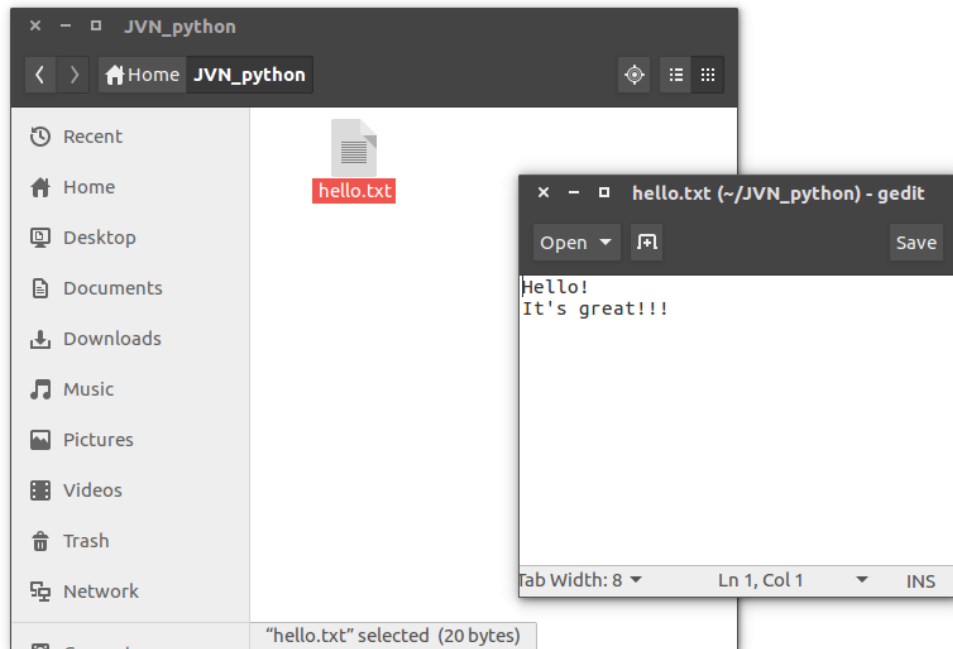 JVN_python
Home JVN_python
Recent
Home
Desktop
Documents
Downloads
Music
Pictures
Videos
Trash
Network
hello.txt
"hello.txt" selected (20 bytes)
hello.txt (~/JVN_python) - gedit
Open Save
Hello!
It's great!!!
Tab Width: 8 Ln 1, Col 1 INS